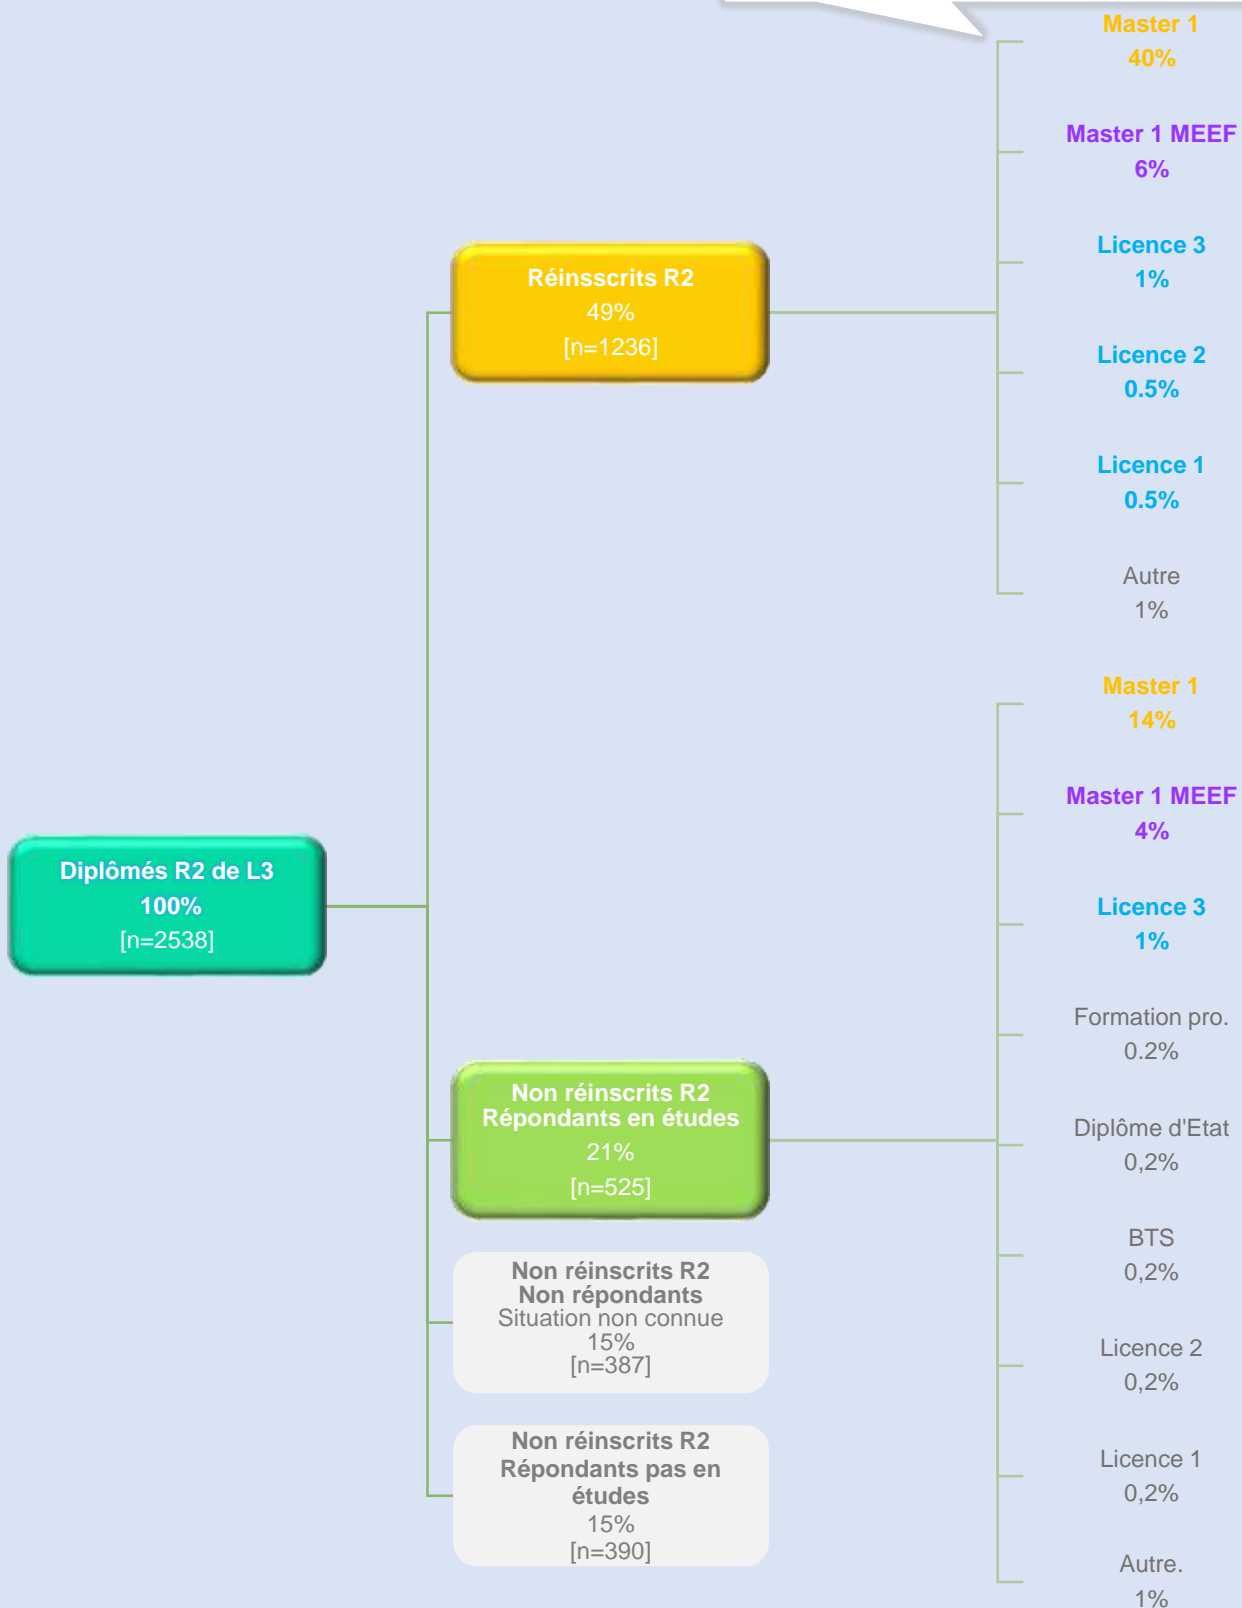 Diplômés R2 de L3
100%
[n=2538]
Réinsscrits R2
49%
[n=1236]
Master 1
40%
Master 1 MEEF
6%
Licence 3
1%
Licence 2
0.5%
Licence 1
0.5%
Autre
1%
Non réinscrits R2
Répondants en études
21%
[n=525]
Master 1
14%
Master 1 MEEF
4%
Licence 3
1%
Formation pro.
0.2%
Diplôme d'Etat
0,2%
BTS
0,2%
Licence 2
0,2%
Licence 1
0,2%
Autre.
1%
Non réinscrits R2
Non répondants
Situation non connue
15%
[n=387]
Non réinscrits R2
Répondants pas en
études
15%
[n=390]